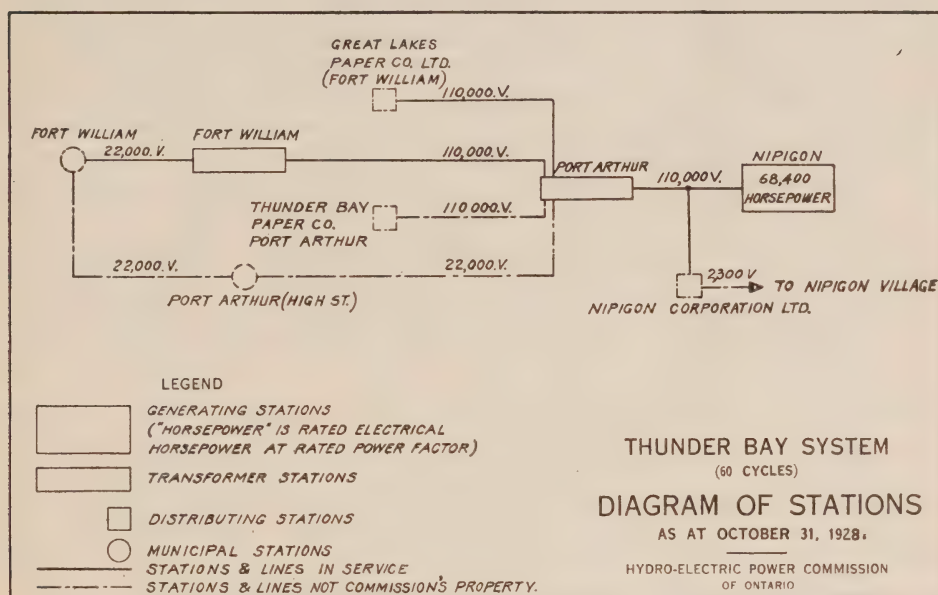 GREAT LAKES
PAPER CO. LTD.
(FORT WILLIAM)
110,000.V.
FORT WILLIAM
22,000.V.
FORT WILLIAM
110,000.V.
PORT ARTHUR
110,000V.
NIPIGON
68,400
HORSEPOWER
THUNDER BAY
PAPER CO.
PORT ARTHUR
110,000.V.
22,000.V.
22,000.V.
PORT ARTHUR (HIGH ST.)
2,300 V
TO NIPIGON VILLAGE
NIPIGON CORPORATION LTD.
LEGEND
GENERATING STATIONS
("HORSEPOWER" IS RATED ELECTRICAL
HORSEPOWER AT RATED POWER FACTOR)
TRANSFORMER STATIONS
DISTRIBUTING STATIONS
MUNICIPAL STATIONS
STATIONS & LINES IN SERVICE
STATIONS & LINES NOT COMMISSION'S PROPERTY.
THUNDER BAY SYSTEM
(60 CYCLES)
DIAGRAM OF STATIONS
AS AT OCTOBER 31, 1928.
HYDRO-ELECTRIC POWER COMMISSION
OF ONTARIO